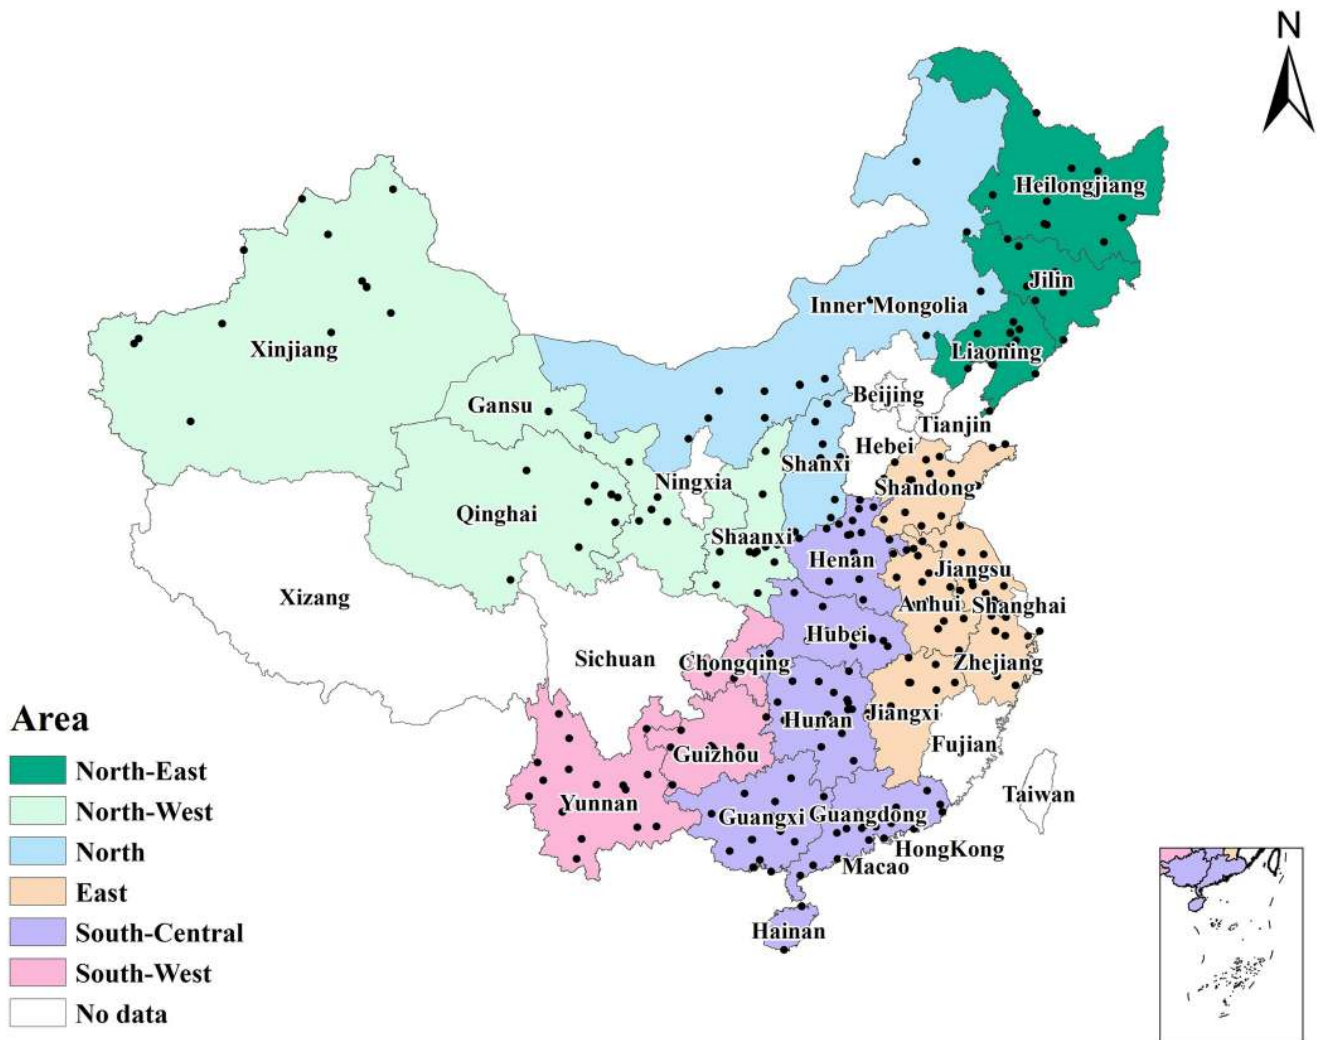 N
Heilongjiang
Jilin
Inner Mongolia
Liaoning
Xinjiang
Beijing
Gansu
Tianjin
Hebei
Shanxi
Ningxia
Shandong
Qinghai
Shaanxi
Henan
Jiangsu
Xizang
Anhui
Shanghai
Hubei
Sichuan
Chongqing
Zhejiang
Jiangxi
Hunan
Area
Fujian
Guizhou
North-East
Taiwan
Yunnan
North-West
Guangxi
Guangdong
HongKong
North
Macao
East
Hainan
South-Central
South-West
No data